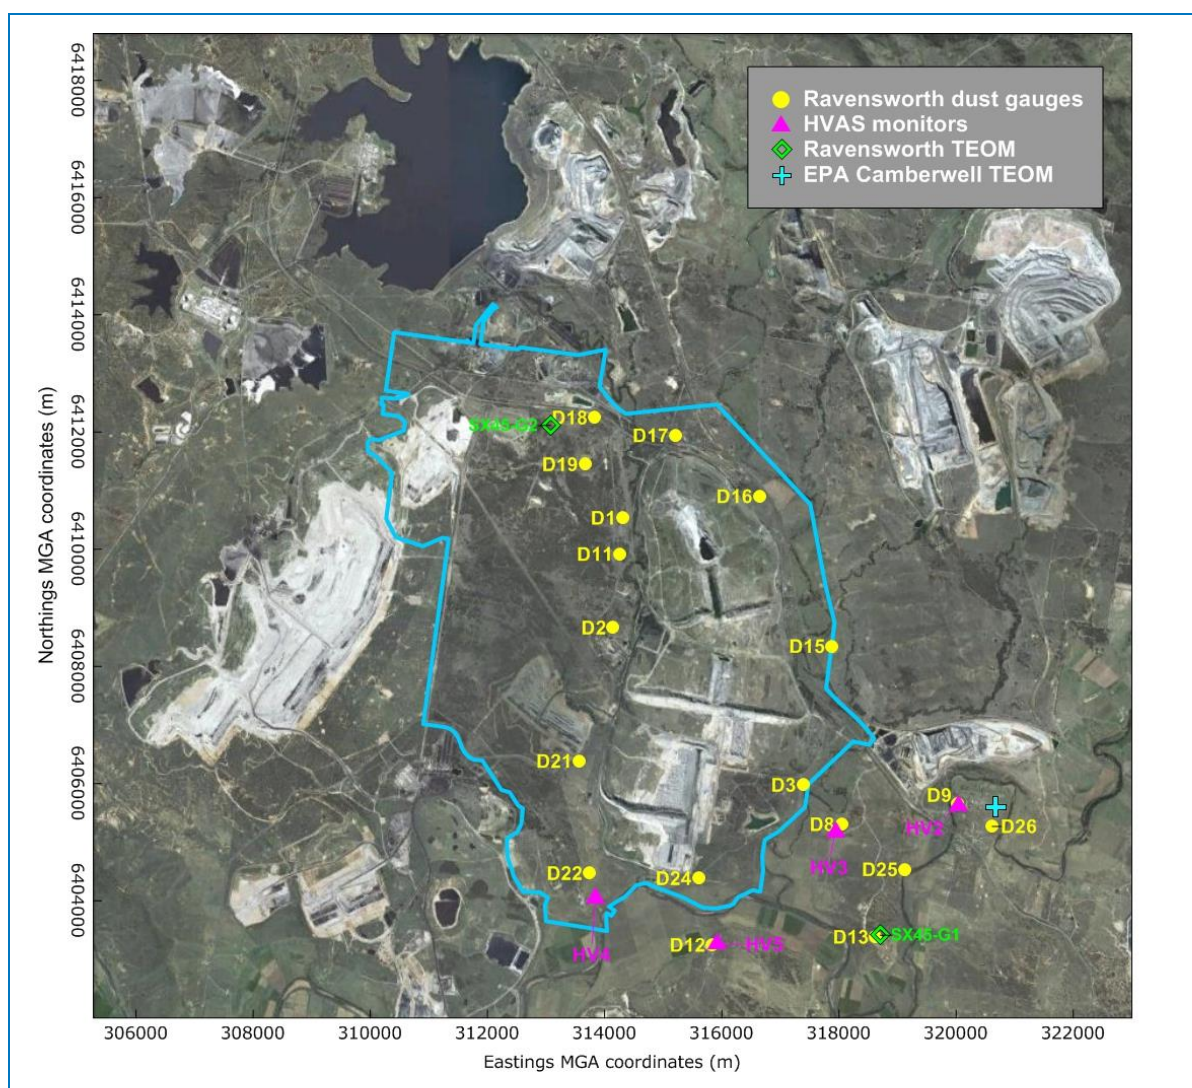 Ravensworth dust gauges
HVAS monitors
Ravensworth TEOM
EPA Camberwell TEOM
6418000
6416000
6414000
6412000
6410000
6408000
6406000
6404000
Northings MGA coordinates (m)
SX45-G2
D18
D17
D19
D16
D1
D11
D2
D15
D21
D3
D9
HV2
D8
D26
HV3
D25
D22
D24
HV4
D12
HV5
D13
SX45-G1
306000 308000 310000 312000 314000 316000 318000 320000 322000
Eastings MGA coordinates (m)